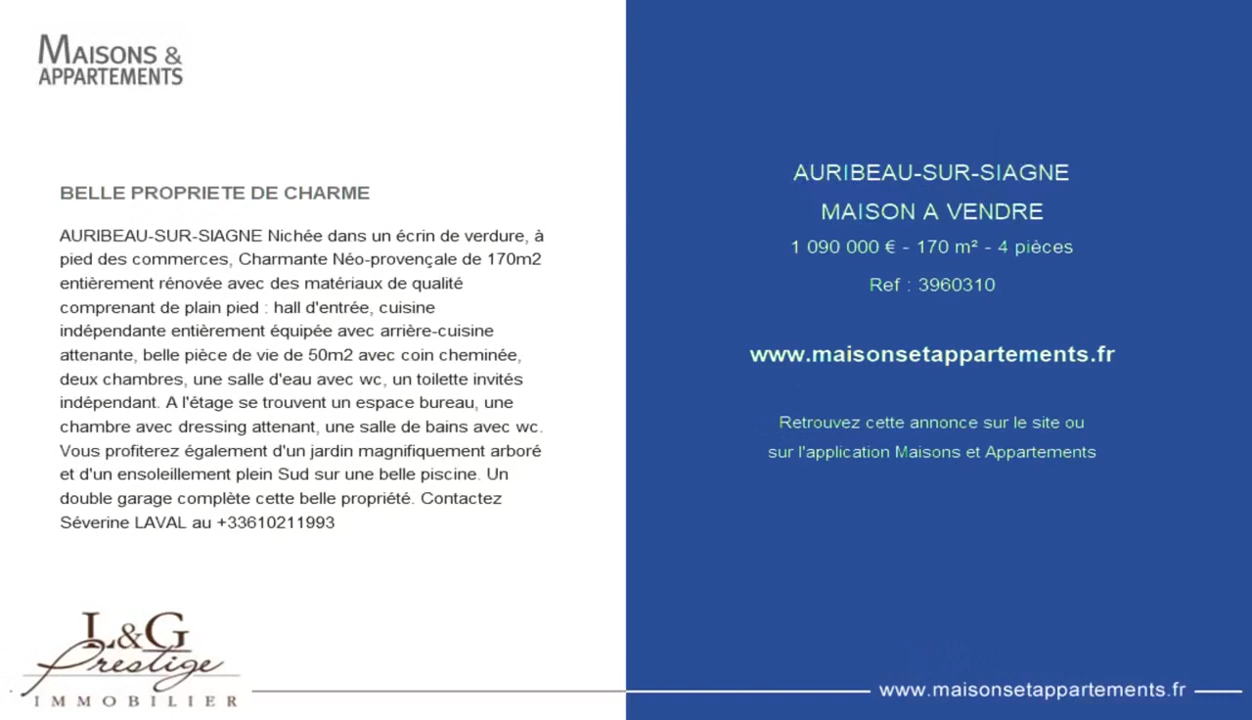 MAISONS &
APPARTEMENTS
BELLE PROPRIETE DE CHARME
AURIBEAU-SUR-SIAGNE Nichée dans un écrin de verdure, à
pied des commerces, Charmante Néo-provençale de 170m2
entièrement rénovée avec des matériaux de qualité
comprenant de plain pied : hall d'entrée, cuisine
indépendante entièrement équipée avec arrière-cuisine
attenante, belle pièce de vie de 50m2 avec coin cheminée,
deux chambres, une salle d'eau avec wc, un toilette invités
indépendant. A l'étage se trouvent un espace bureau, une
chambre avec dressing attenant, une salle de bains avec wc.
Vous profiterez également d'un jardin magnifiquement arboré
et d'un ensoleillement plein Sud sur une belle piscine. Un
double garage complète cette belle propriété. Contactez
Séverine LAVAL au +33610211993
L&G
Prestige
IMMOBILIER
AURIBEAU-SUR-SIAGNE
MAISON A VENDRE
1 090 000 € - 170 m² - 4 pièces
Ref : 3960310
www.maisonsetappartements.fr
Retrouvez cette annonce sur le site ou
sur l'application Maisons et Appartements
www.maisonsetappartements.fr